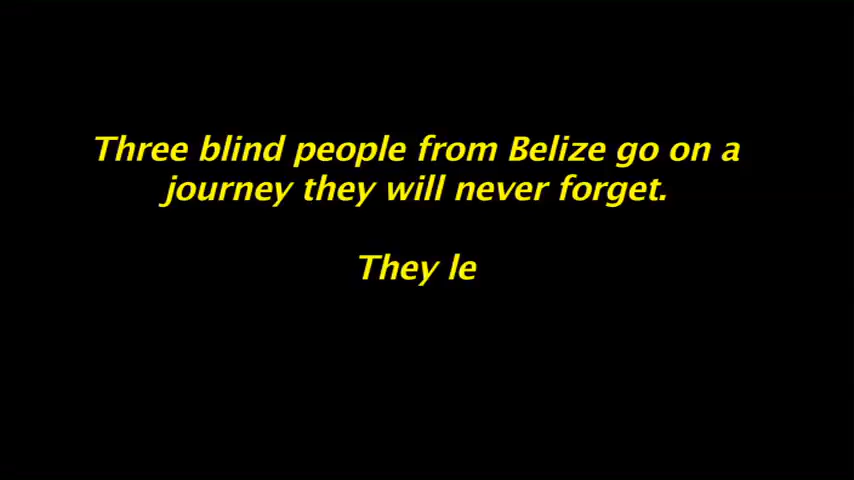 Three blind people from Belize go on a
journey they will never forget.
They le